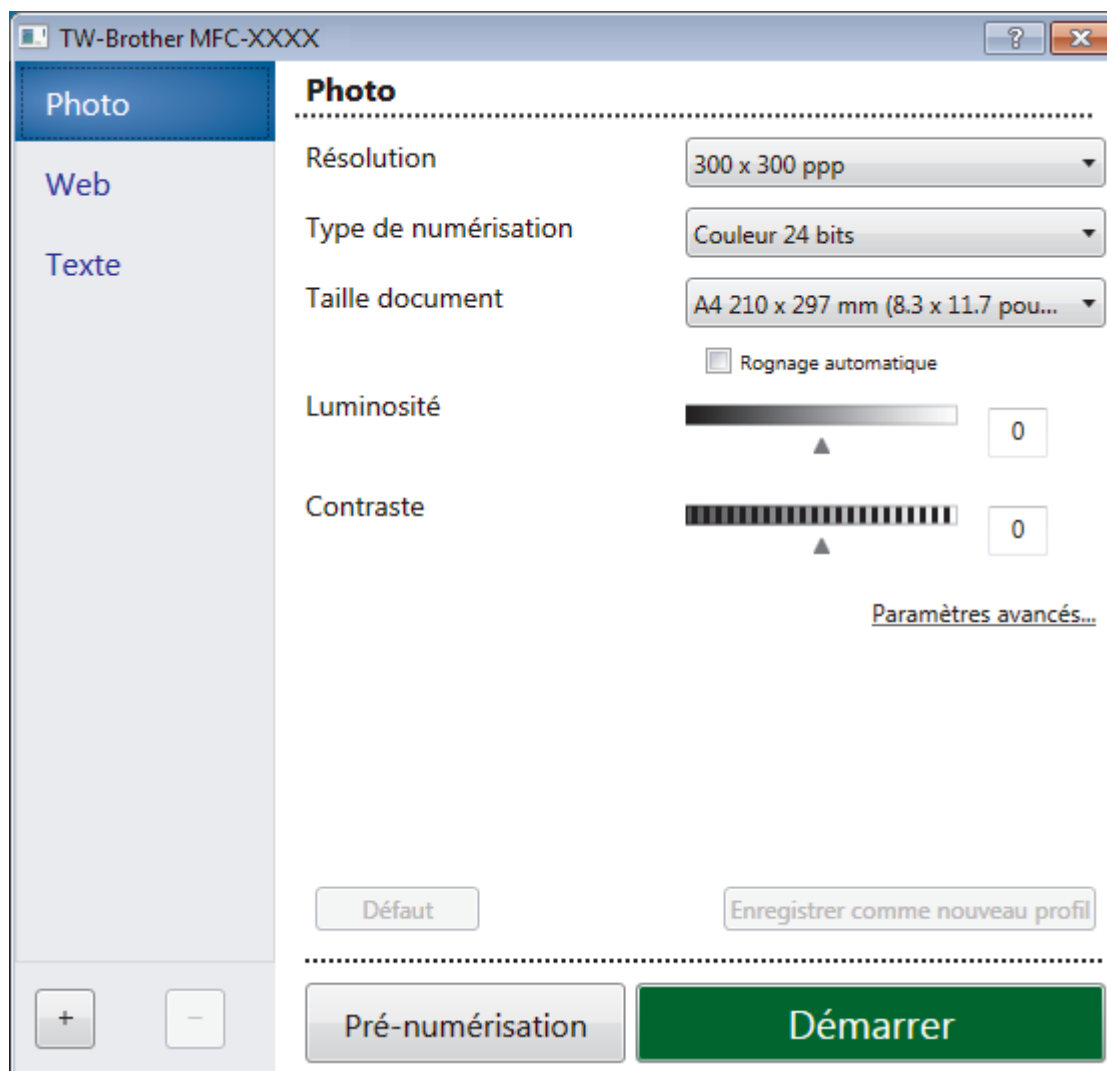 TW-Brother MFC-XXXX
?
Photo
Web
Texte
Photo
Résolution
300 x 300 ppp
Type de numérisation
Couleur 24 bits
Taille document
A4 210 x 297 mm (8.3 x 11.7 pou...
Rognage automatique
Luminosité
0
Contraste
0
Paramètres avancés...
Défaut
Enregistrer comme nouveau profil
+
−
Pré-numérisation
Démarrer